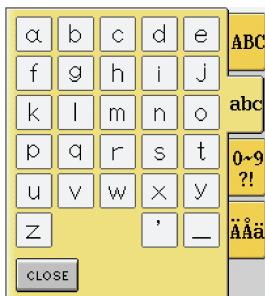 a b c d e
f g h i j
k l m n o
p q r s t
u v w x y
z ' _
CLOSE
ABC
abc
0~9
?!
ÄÅä